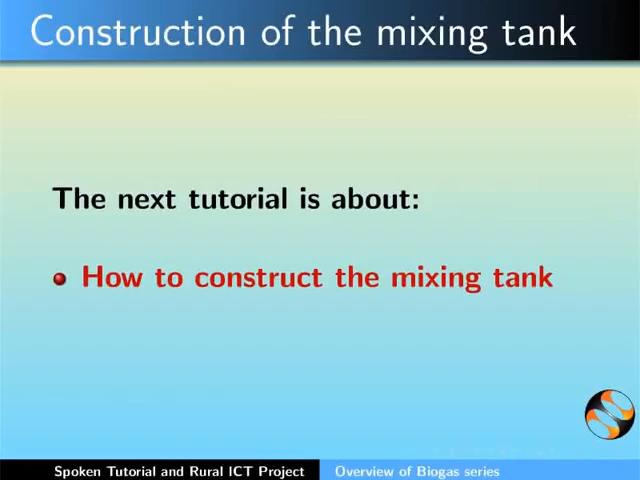 Construction of the mixing tank
The next tutorial is about:
How to construct the mixing tank
Spoken Tutorial and Rural ICT Project Overview of Biogas series